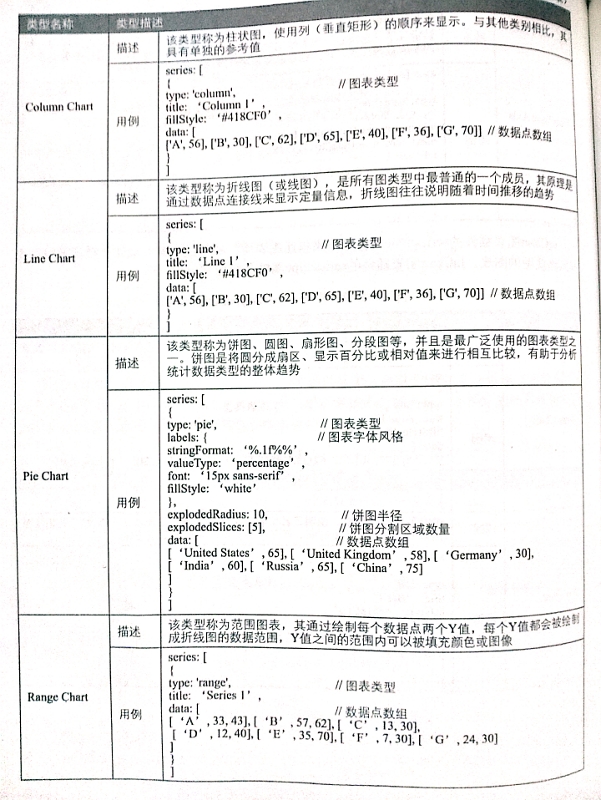 类型名称 类型描述
Column Chart
描述
该类型称为柱状图，使用列（垂直矩形）的顺序来显示。与其他类别相比，其
具有单独的参考值
用例
series: [
{
type: 'column', // 图表类型
title: ‘Column 1’,
fillStyle: ‘#418CF0’,
data: [
['A', 56], ['B', 30], ['C', 62], ['D', 65], ['E', 40], ['F', 36], ['G', 70]] // 数据点数组
}
]
Line Chart
描述
该类型称为折线图（或线图），是所有图类型中最普通的一个成员，其原理是
通过数据点连接线来显示定量信息，折线图往往说明随着时间推移的趋势
用例
series: [
{
type: 'line', // 图表类型
title: ‘Line 1’,
fillStyle: ‘#418CF0’,
data: [
['A', 56], ['B', 30], ['C', 62], ['D', 65], ['E', 40], ['F', 36], ['G', 70]] // 数据点数组
}
]
Pie Chart
描述
该类型称为饼图、圆图、扇形图、分段图等，并且是最广泛使用的图表类型之
一。饼图是将圆分成扇区、显示百分比或相对值来进行相互比较，有助于分析
统计数据类型的整体趋势
用例
series: [
{
type: 'pie', // 图表类型
labels: { // 图表字体风格
stringFormat: ‘%.1f%%’,
valueType: ‘percentage’,
font: ‘15px sans-serif’,
fillStyle: ‘white’
},
explodedRadius: 10, // 饼图半径
explodedSlices: [5], // 饼图分割区域数量
data: [ // 数据点数组
[ ‘United States’, 65], [ ‘United Kingdom’, 58], [ ‘Germany’, 30],
[ ‘India’, 60], [ ‘Russia’, 65], [ ‘China’, 75]
]
}
]
Range Chart
描述
该类型称为范围图表，其通过绘制每个数据点两个Y值，每个Y值都会被绘制
成折线图的数据范围，Y值之间的范围内可以被填充颜色或图像
用例
series: [
{
type: 'range', // 图表类型
title: ‘Series 1’,
data: [ // 数据点数组
[ ‘A’, 33, 43], [ ‘B’, 57, 62], [ ‘C’, 13, 30],
[ ‘D’, 12, 40], [ ‘E’, 35, 70], [ ‘F’, 7, 30], [ ‘G’, 24, 30]
]
}
]